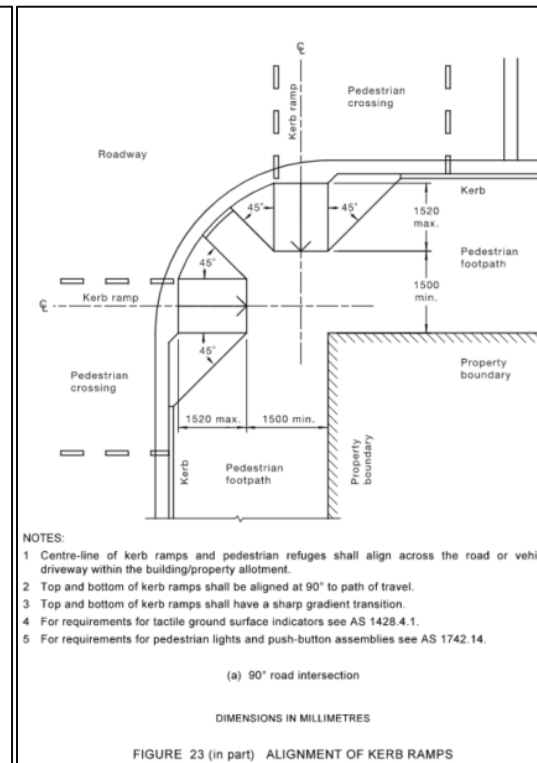 ℄
Kerb ramp
Pedestrian
crossing
Roadway
45°
45°
Kerb
1520
max.
Pedestrian
footpath
1500
min.
45°
℄
Kerb ramp
45°
Property
boundary
Pedestrian
crossing
1520 max.
1500 min.
Kerb
Pedestrian
footpath
Property
boundary
NOTES:
1 Centre-line of kerb ramps and pedestrian refuges shall align across the road or vehi
driveway within the building/property allotment.
2 Top and bottom of kerb ramps shall be aligned at 90° to path of travel.
3 Top and bottom of kerb ramps shall have a sharp gradient transition.
4 For requirements for tactile ground surface indicators see AS 1428.4.1.
5 For requirements for pedestrian lights and push-button assemblies see AS 1742.14.
(a) 90° road intersection
DIMENSIONS IN MILLIMETRES
FIGURE 23 (in part) ALIGNMENT OF KERB RAMPS